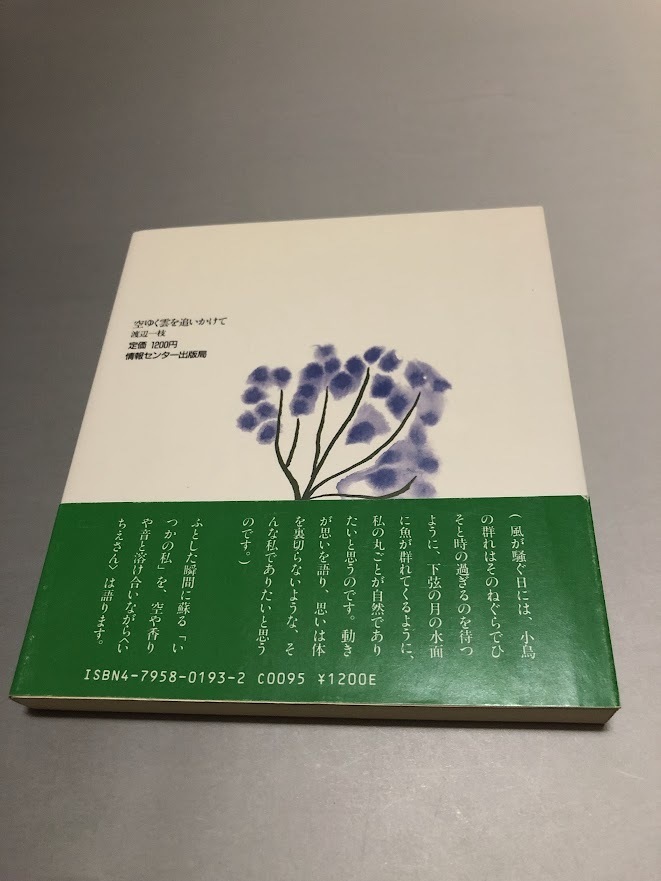 空ゆく雲を追いかけて
渡辺一枝
定価 1200円
情報センター出版局
(風が騒ぐ日には、小鳥
の群れはそのねぐらでひ
そと時の過ぎるのを待つ
ように、下弦の月の水面
に魚が群れてくるように、
私の丸ごとが自然であり
たいと思うのです。動き
が思いを語り、思いは体
を裏切らないような、そ
んな私でありたいと思う
のです。)
ふとした瞬間に蘇る「い
つかの私」を、空や香り
や音と溶け合いながら〈い
ちえさん〉は語ります。
ISBN4-7958-0193-2 C0095 ¥1200E